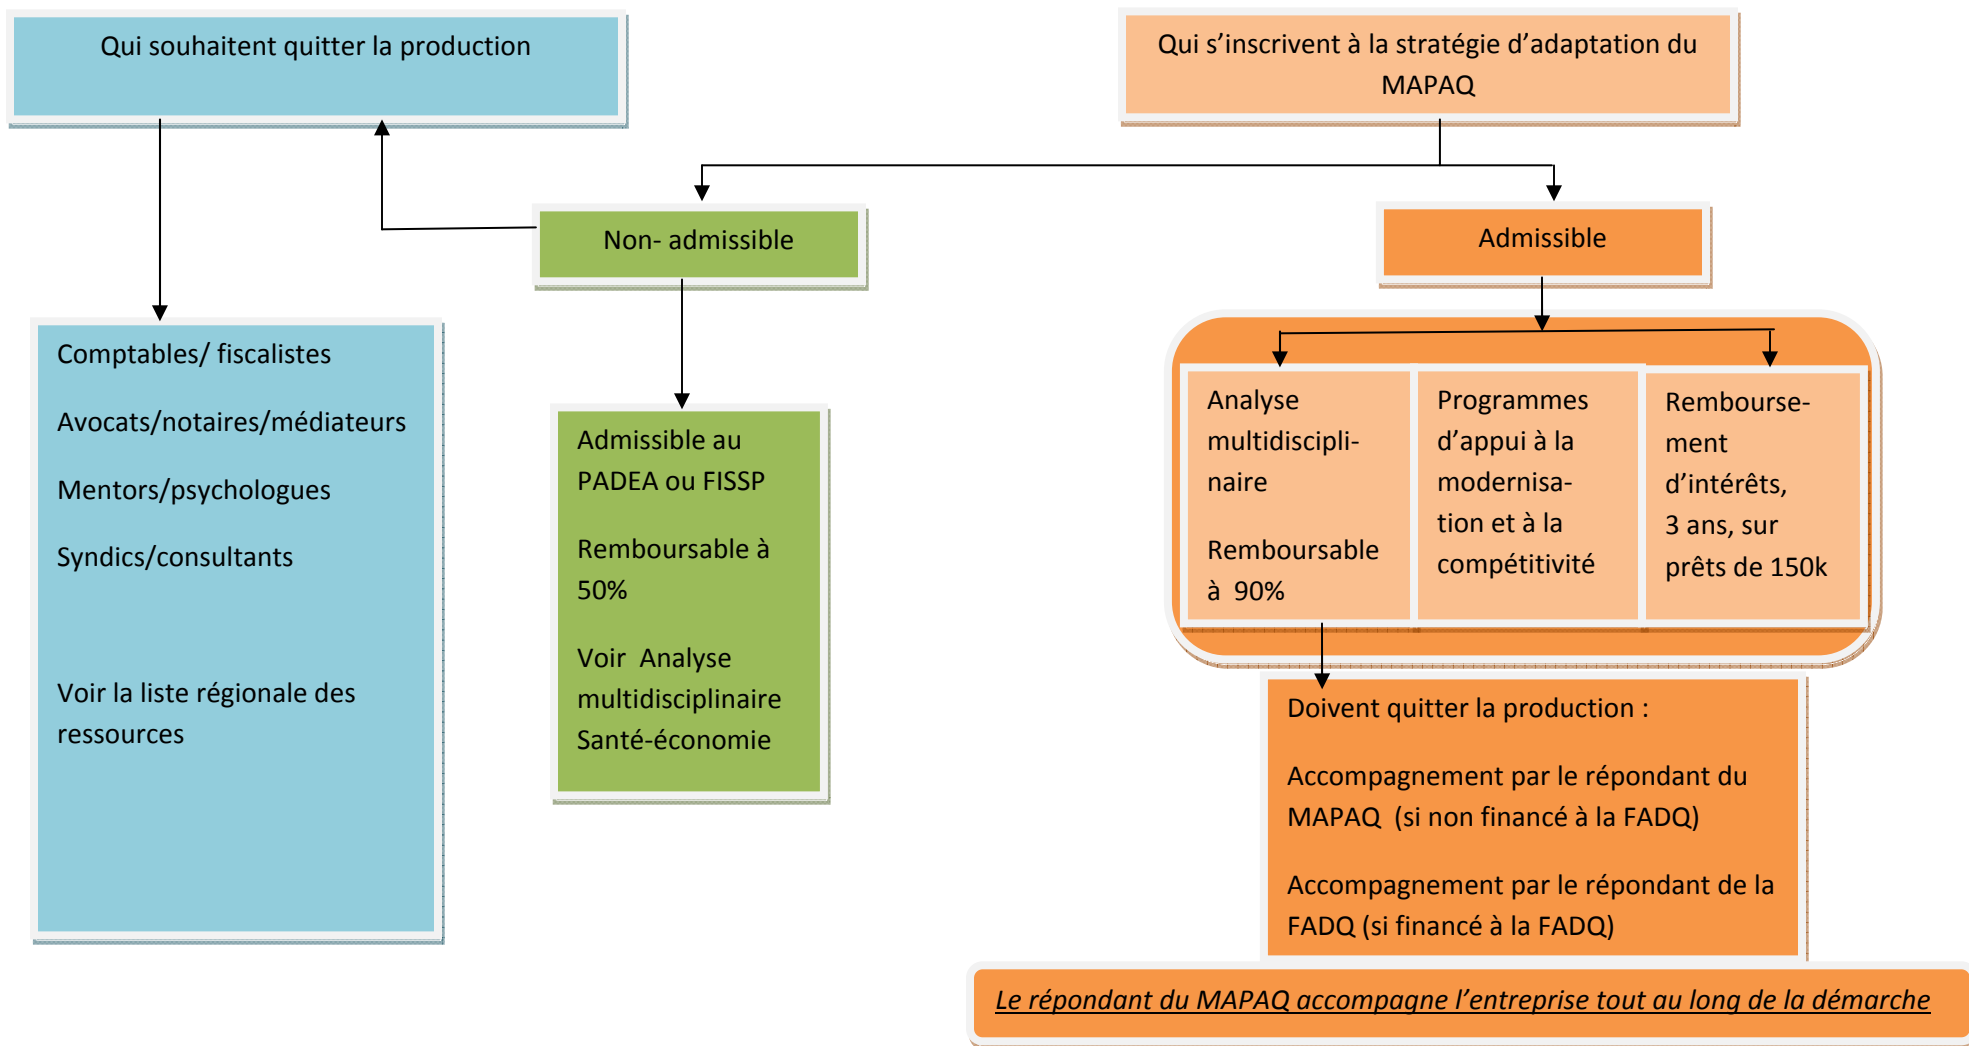 Qui souhaitent quitter la production
Qui s’inscrivent à la stratégie d’adaptation du
MAPAQ
Non- admissible
Admissible
Comptables/ fiscalistes
Avocats/notaires/médiateurs
Mentors/psychologues
Syndics/consultants
Voir la liste régionale des
ressources
Admissible au
PADEA ou FISSP
Remboursable à
50%
Voir Analyse
multidisciplinaire
Santé-économie
Analyse
multidiscipli-
naire
Remboursable
à 90%
Programmes
d’appui à la
modernisa-
tion et à la
compétitivité
Rembourse-
ment
d’intérêts,
3 ans, sur
prêts de 150k
Doivent quitter la production :
Accompagnement par le répondant du
MAPAQ (si non financé à la FADQ)
Accompagnement par le répondant de la
FADQ (si financé à la FADQ)
Le répondant du MAPAQ accompagne l’entreprise tout au long de la démarche